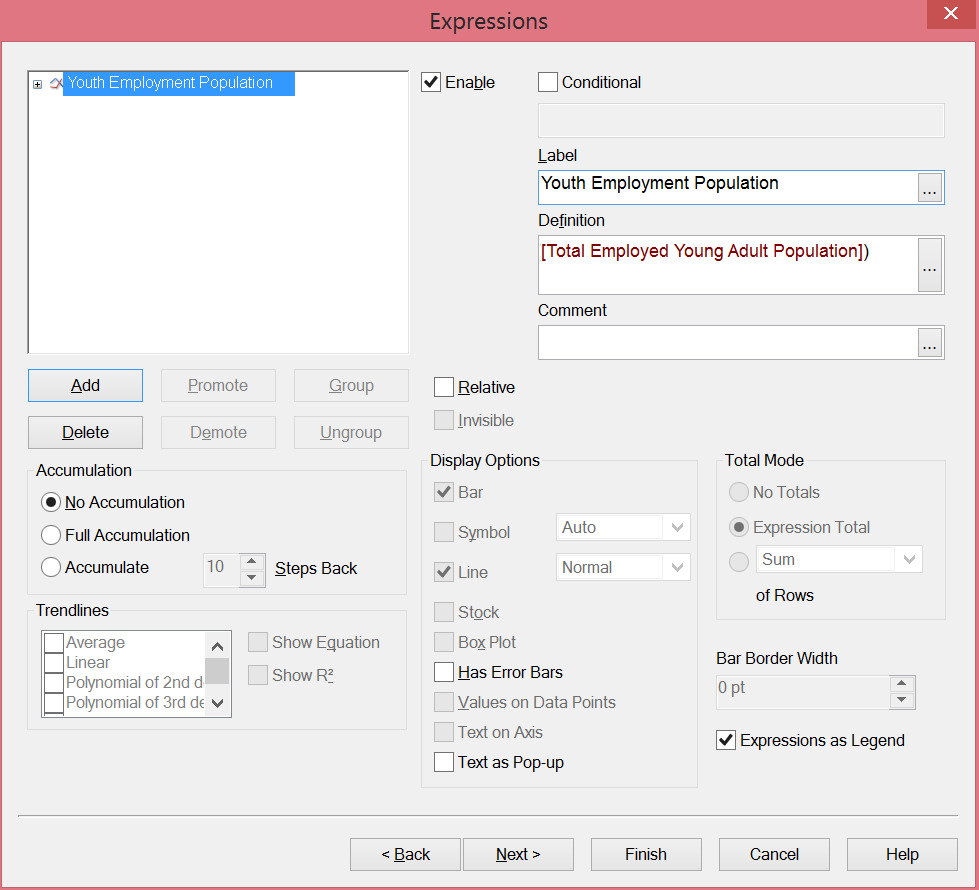 Expressions
Youth Employment Population
Enable
Conditional
Label
Youth Employment Population
...
Definition
[Total Employed Young Adult Population])
...
Comment
...
Add
Promote
Group
Relative
Delete
Demote
Ungroup
Invisible
Accumulation
No Accumulation
Full Accumulation
Accumulate
10
Steps Back
Trendlines
Average
Linear
Polynomial of 2nd d
Polynomial of 3rd de
Show Equation
Show R²
Display Options
Bar
Symbol
Auto
Line
Normal
Stock
Box Plot
Has Error Bars
Values on Data Points
Text on Axis
Text as Pop-up
Total Mode
No Totals
Expression Total
Sum
of Rows
Bar Border Width
0 pt
Expressions as Legend
< Back
Next >
Finish
Cancel
Help